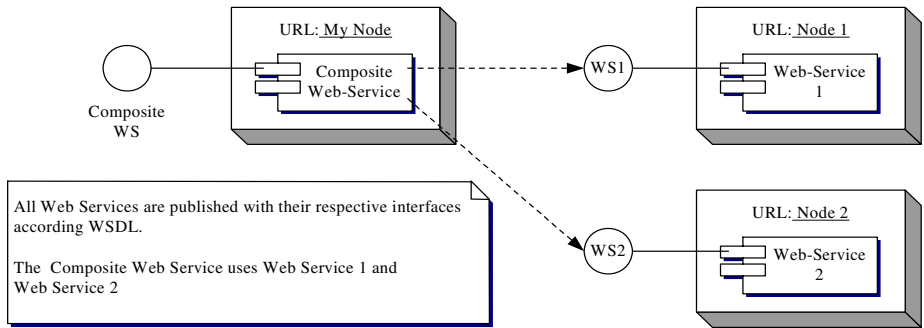 URL: My Node
URL: Node 1
Composite
Web-Service
WS1
Web-Service
1
Composite
WS
All Web Services are published with their respective interfaces
according WSDL.
The Composite Web Service uses Web Service 1 and
Web Service 2
URL: Node 2
WS2
Web-Service
2